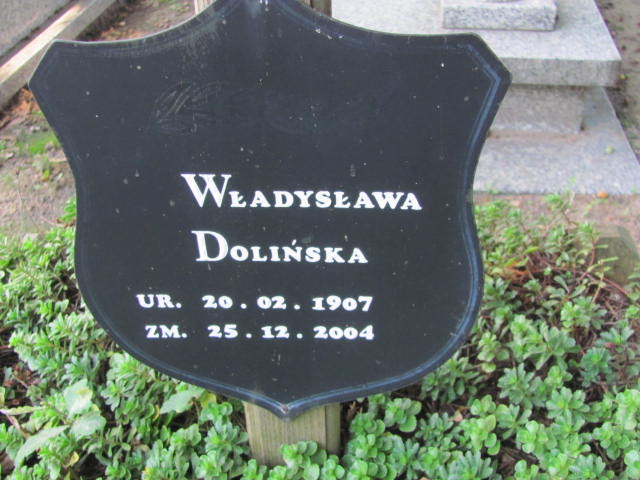 Władysława
Dolińska
UR. 20.02.1907
ZM. 25.12.2004